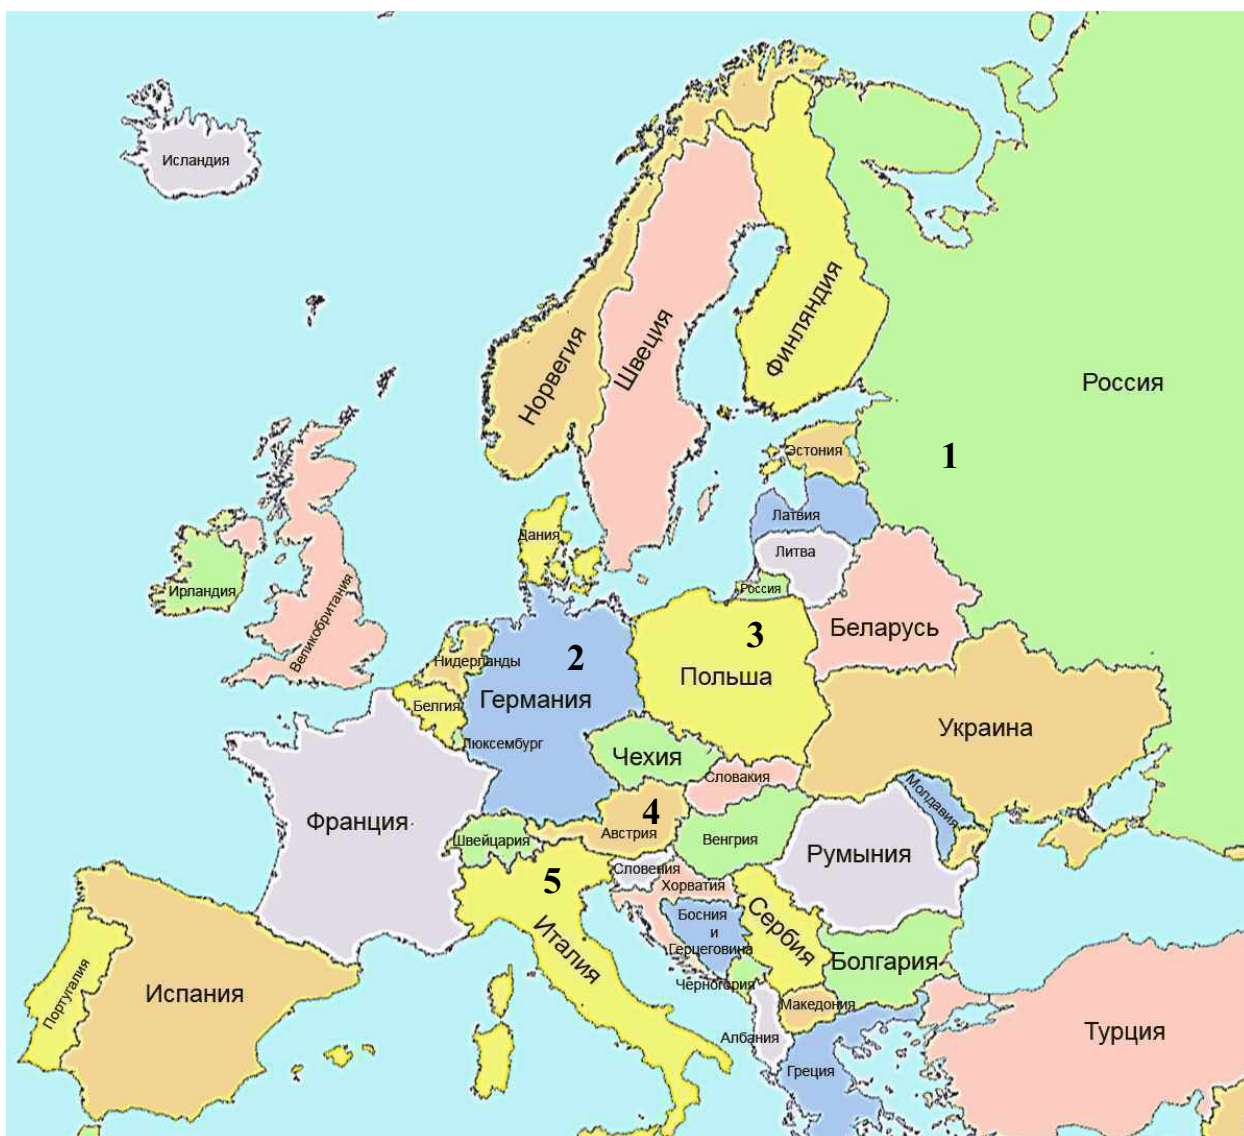 Исландия
Финляндия
Швеция
Норвегия
Россия
1
Эстония
Латвия
Дания
Литва
Россия
Ирландия
Великобритания
Беларусь
3
2
Нидерланды
Польша
Германия
Белгия
Украина
Люксембург
Чехия
Словакия
Молдавия
4
Франция
Швейцария
Австрия
Венгрия
Румыния
Словения
5
Хорватия
Босния
и
Герцеговина
Сербия
Италия
Болгария
Черногория
Испания
Португалия
Македония
Албания
Турция
Греция